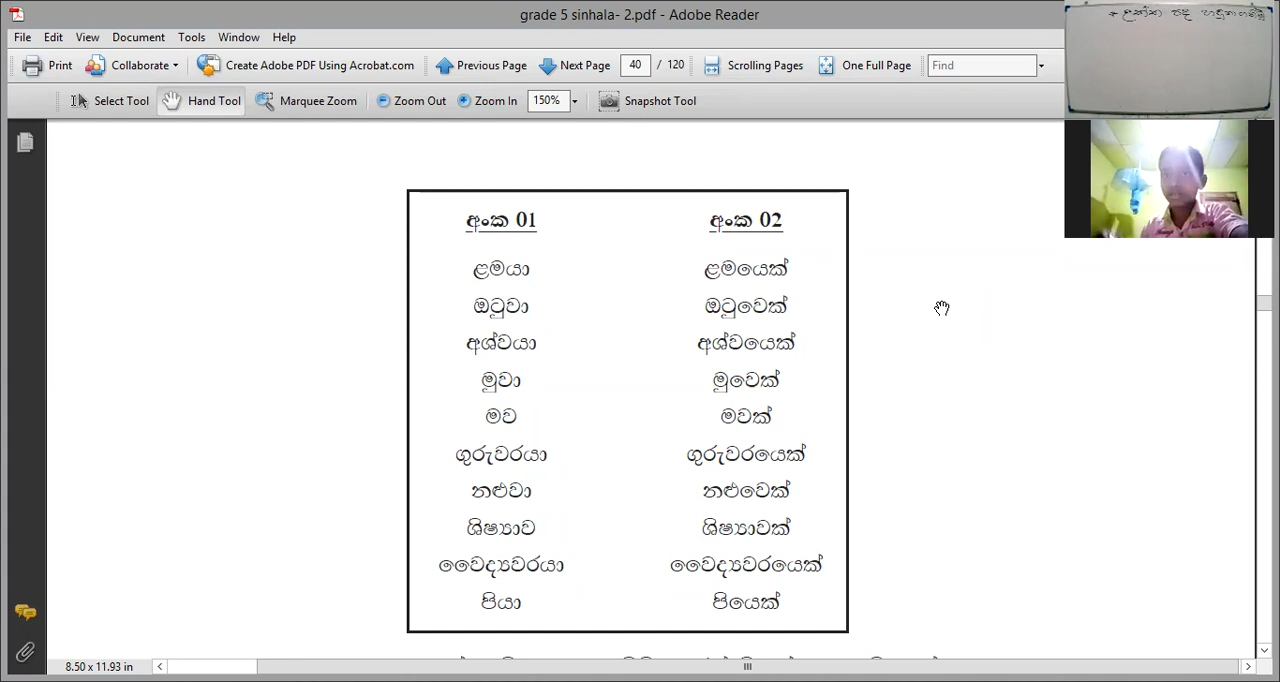 grade 5 sinhala- 2.pdf - Adobe Reader
File Edit View Document Tools Window Help
Print Collaborate Create Adobe PDF Using Acrobat.com Previous Page Next Page 40 / 120 Scrolling Pages One Full Page Find
Select Tool Hand Tool Marquee Zoom Zoom Out Zoom In 150% Snapshot Tool
අංක 01 අංක 02
ළමයා ළමයෙක්
ඔටුවා ඔටුවෙක්
අශ්වයා අශ්වයෙක්
මුවා මුවෙක්
මව මවක්
ගුරුවරයා ගුරුවරයෙක්
නළුවා නළුවෙක්
ශිෂ්‍යාව ශිෂ්‍යාවක්
වෛද්‍යවරයා වෛද්‍යවරයෙක්
පියා පියෙක්
8.50 x 11.93 in